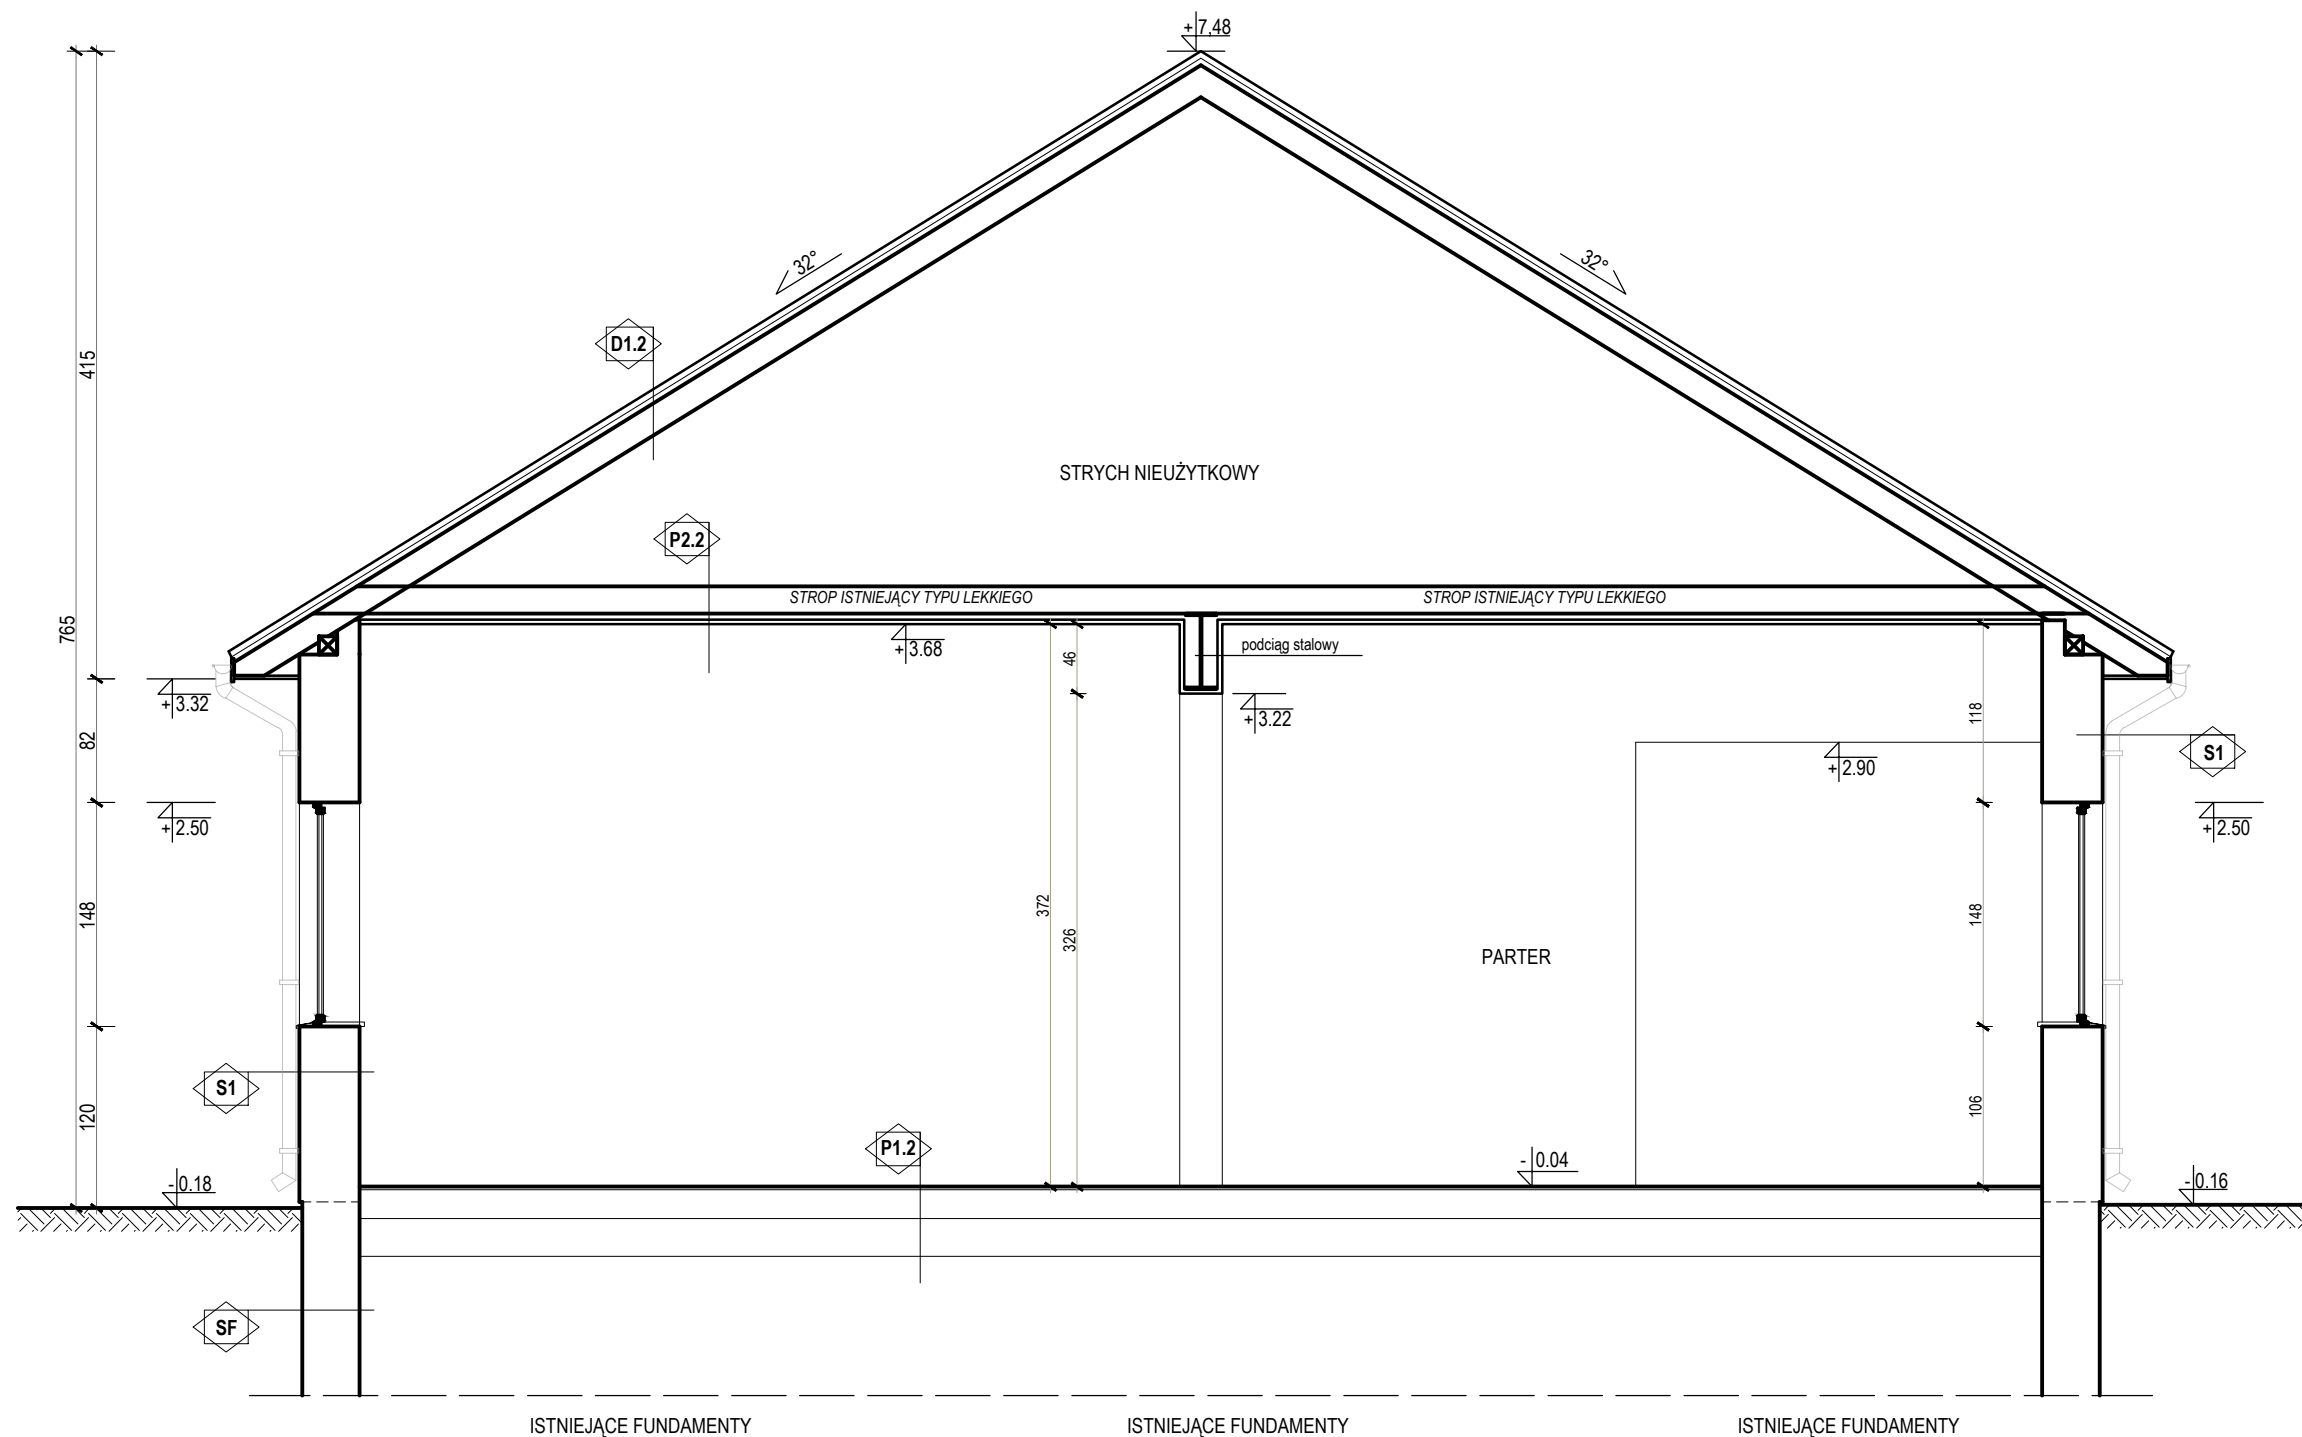 +7,48
32°
32°
D1.2
415
STRYCH NIEUŻYTKOWY
P2.2
STROP ISTNIEJĄCY TYPU LEKKIEGO
STROP ISTNIEJĄCY TYPU LEKKIEGO
765
+3.68
46
podciąg stalowy
+3.32
+3.22
118
82
+2.90
S1
+2.50
+2.50
372
148
326
148
PARTER
S1
120
106
P1.2
-0.04
-0.18
-0.16
SF
ISTNIEJĄCE FUNDAMENTY
ISTNIEJĄCE FUNDAMENTY
ISTNIEJĄCE FUNDAMENTY